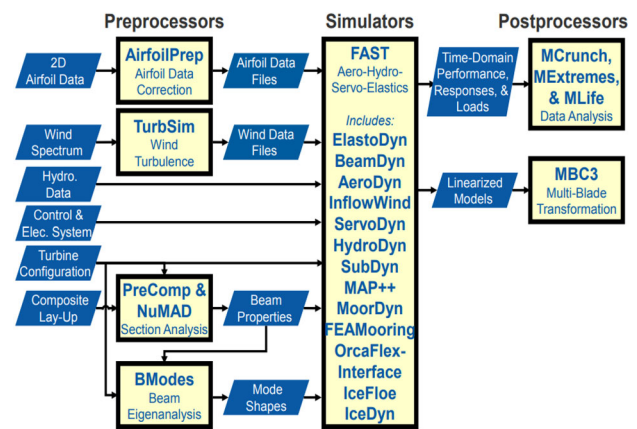 Preprocessors
Simulators
Postprocessors
2D
Airfoil Data
AirfoilPrep
Airfoil Data
Correction
Airfoil Data
Files
Wind
Spectrum
TurbSim
Wind
Turbulence
Wind Data
Files
Hydro.
Data
Control &
Elec. System
Turbine
Configuration
Composite
Lay-Up
PreComp &
NuMAD
Section Analysis
Beam
Properties
BModes
Beam
Eigenanalysis
Mode
Shapes
FAST
Aero-Hydro-
Servo-Elastics
Includes:
ElastoDyn
BeamDyn
AeroDyn
InflowWind
ServoDyn
HydroDyn
SubDyn
MAP++
MoorDyn
FEAMooring
OrcaFlex-
Interface
IceFloe
IceDyn
Time-Domain
Performance,
Responses, &
Loads
MCrunch,
MExtremes,
& MLife
Data Analysis
Linearized
Models
MBC3
Multi-Blade
Transformation